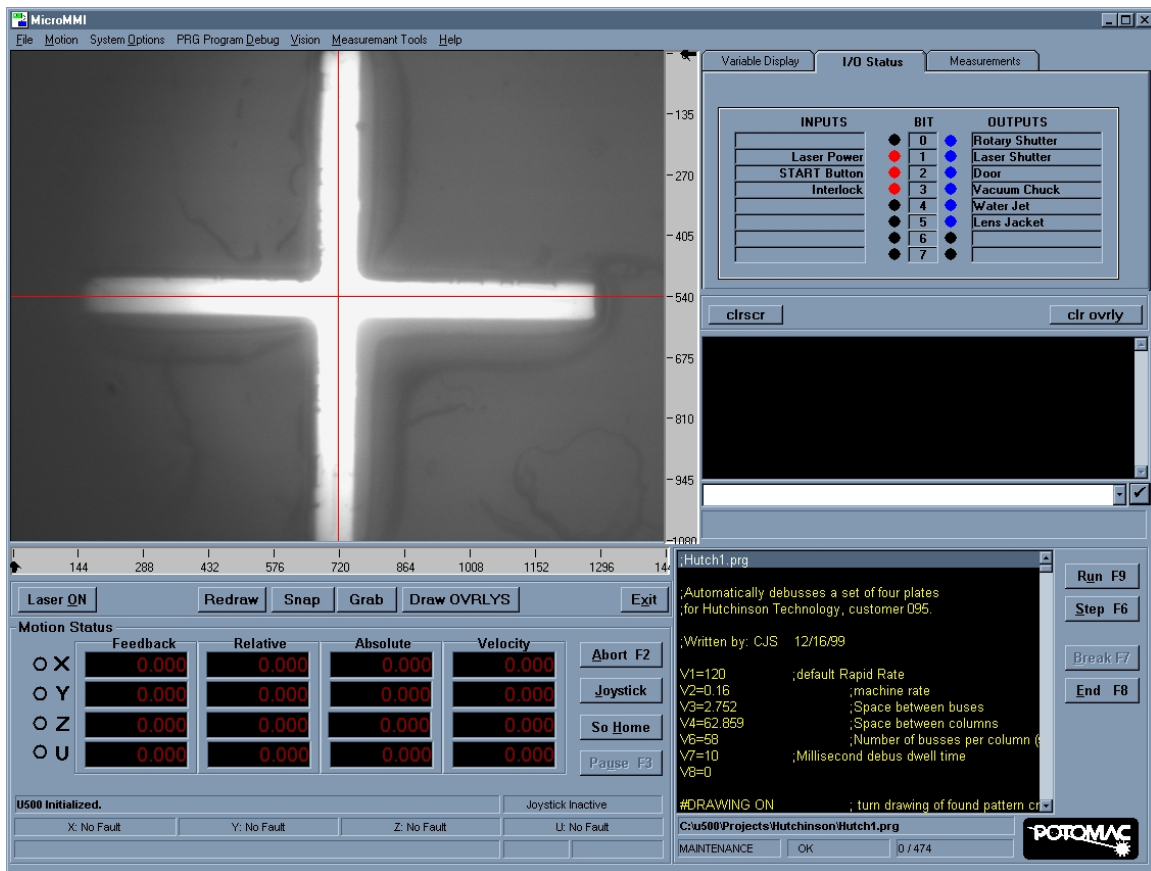 MicroMMI
File Motion System Options PRG Program Debug Vision Measuremant Tools Help
-135
-270
-405
-540
-675
-810
-945
-1080
144 288 432 576 720 864 1008 1152 1296 144
Variable Display I/O Status Measurements
INPUTS BIT OUTPUTS
0 Rotary Shutter
Laser Power 1 Laser Shutter
START Button 2 Door
Interlock 3 Vacuum Chuck
4 Water Jet
5 Lens Jacket
6
7
clrscr clr ovrly
Laser ON Redraw Snap Grab Draw OVRLYS Exit
Motion Status
Feedback Relative Absolute Velocity
X 0.000 0.000 0.000 0.000
Y 0.000 0.000 0.000 0.000
Z 0.000 0.000 0.000 0.000
U 0.000 0.000 0.000 0.000
Abort F2
Joystick
So Home
Pause F3
U500 Initialized. Joystick Inactive
X: No Fault Y: No Fault Z: No Fault U: No Fault
;Hutch1.prg
;Automatically debusses a set of four plates
;for Hutchinson Technology, customer 095.
;Written by: CJS 12/16/99
V1=120 ;default Rapid Rate
V2=0.16 ;machine rate
V3=2.752 ;Space between buses
V4=62.859 ;Space between columns
V6=58 ;Number of busses per column
V7=10 ;Millisecond debus dwell time
V8=0
#DRAWING ON ; turn drawing of found pattern
Run F9
Step F6
Break F7
End F8
C:\u500\Projects\Hutchinson\Hutch1.prg
MAINTENANCE OK 0 / 474
POTOMAC